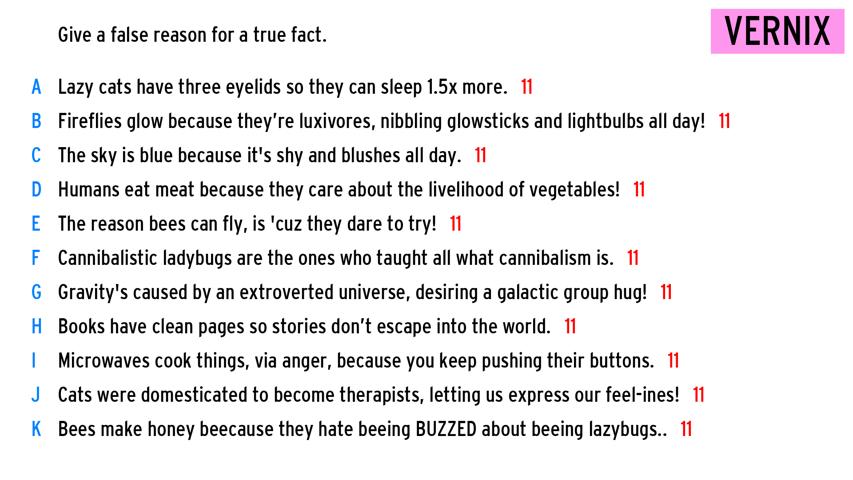 Give a false reason for a true fact.
VERNIX
A Lazy cats have three eyelids so they can sleep 1.5x more. 11
B Fireflies glow because they're luxivores, nibbling glowsticks and lightbulbs all day! 11
C The sky is blue because it's shy and blushes all day. 11
D Humans eat meat because they care about the livelihood of vegetables! 11
E The reason bees can fly, is 'cuz they dare to try! 11
F Cannibalistic ladybugs are the ones who taught all what cannibalism is. 11
G Gravity's caused by an extroverted universe, desiring a galactic group hug! 11
H Books have clean pages so stories don't escape into the world. 11
I Microwaves cook things, via anger, because you keep pushing their buttons. 11
J Cats were domesticated to become therapists, letting us express our feel-ines! 11
K Bees make honey beecause they hate beeing BUZZED about beeing lazybugs.. 11